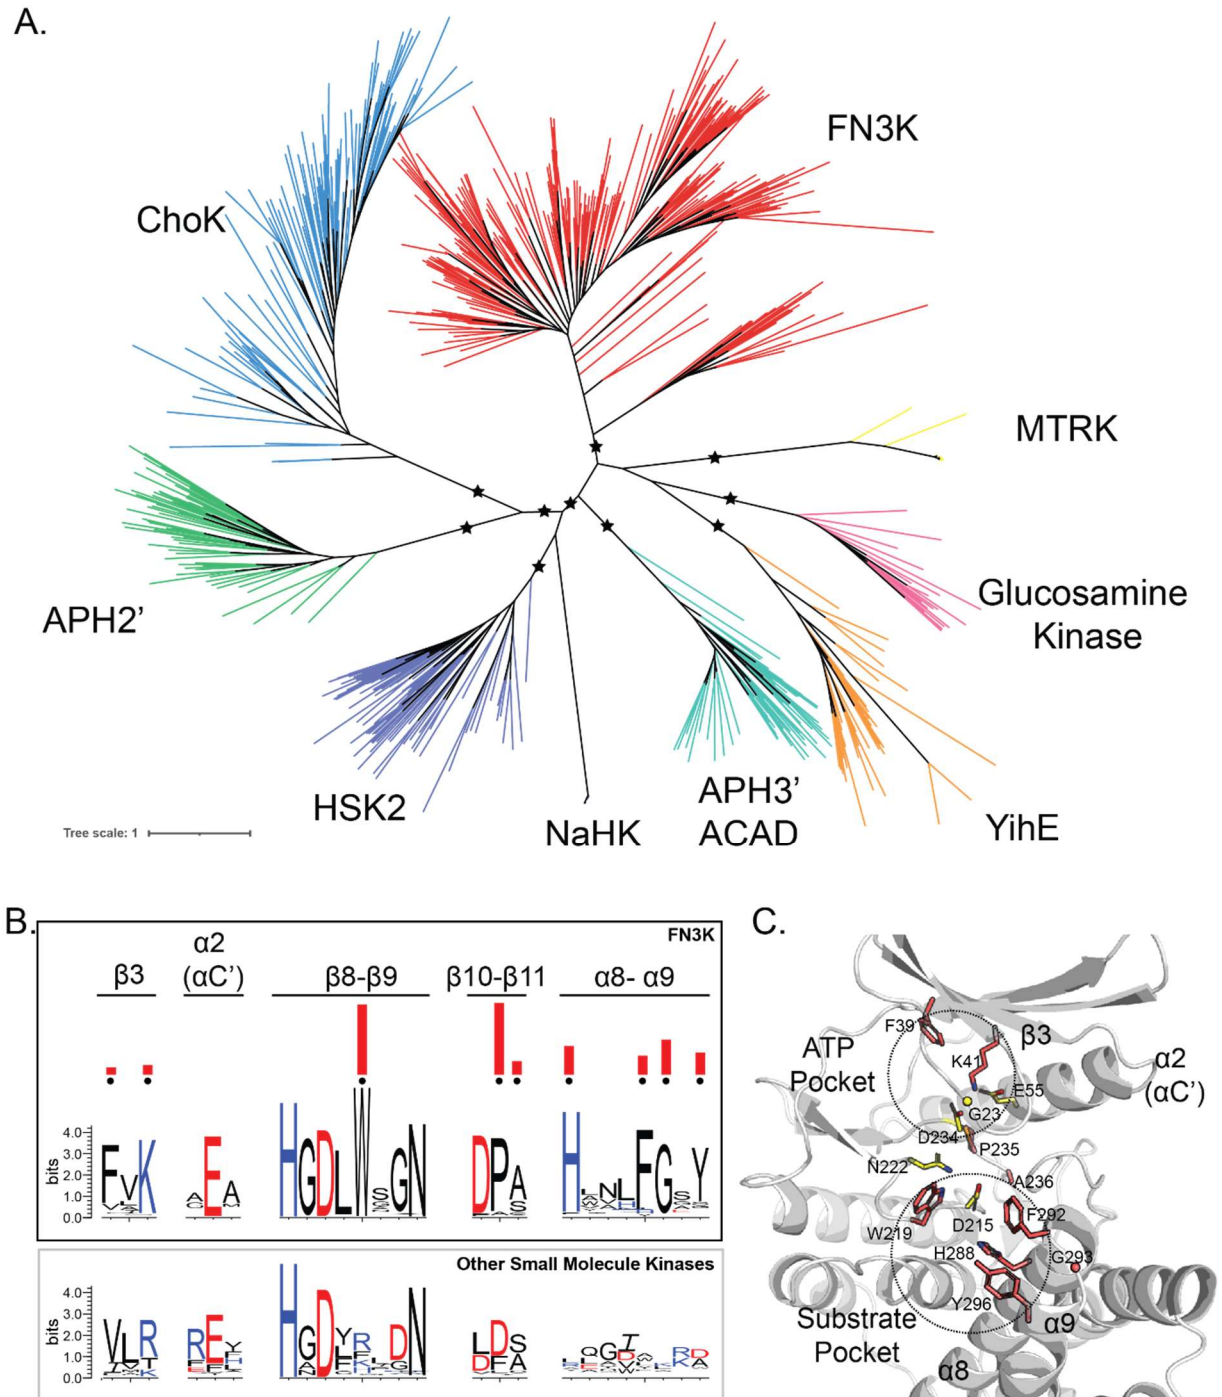 A.
FN3K
ChoK
MTRK
Glucosamine
Kinase
APH2’
HSK2
NaHK
APH3’
ACAD
YihE
Tree scale: 1
B.
FN3K
β3
α2
(αC’)
β8-β9
β10-β11
α8- α9
bits
4.0
3.0
2.0
1.0
0.0
F V K
A E A
H G D L W S G N
D P A
H L N L F G S Y
Other Small Molecule Kinases
bits
4.0
3.0
2.0
1.0
0.0
V L R
R E Y
H G D Y R D N
L D S
Q G I R D
C.
F39
β3
ATP
Pocket
K41
α2
(αC’)
E55
G23
D234
P235
N222
A236
W219
D215
F292
H288
G293
Y296
Substrate
Pocket
α9
α8